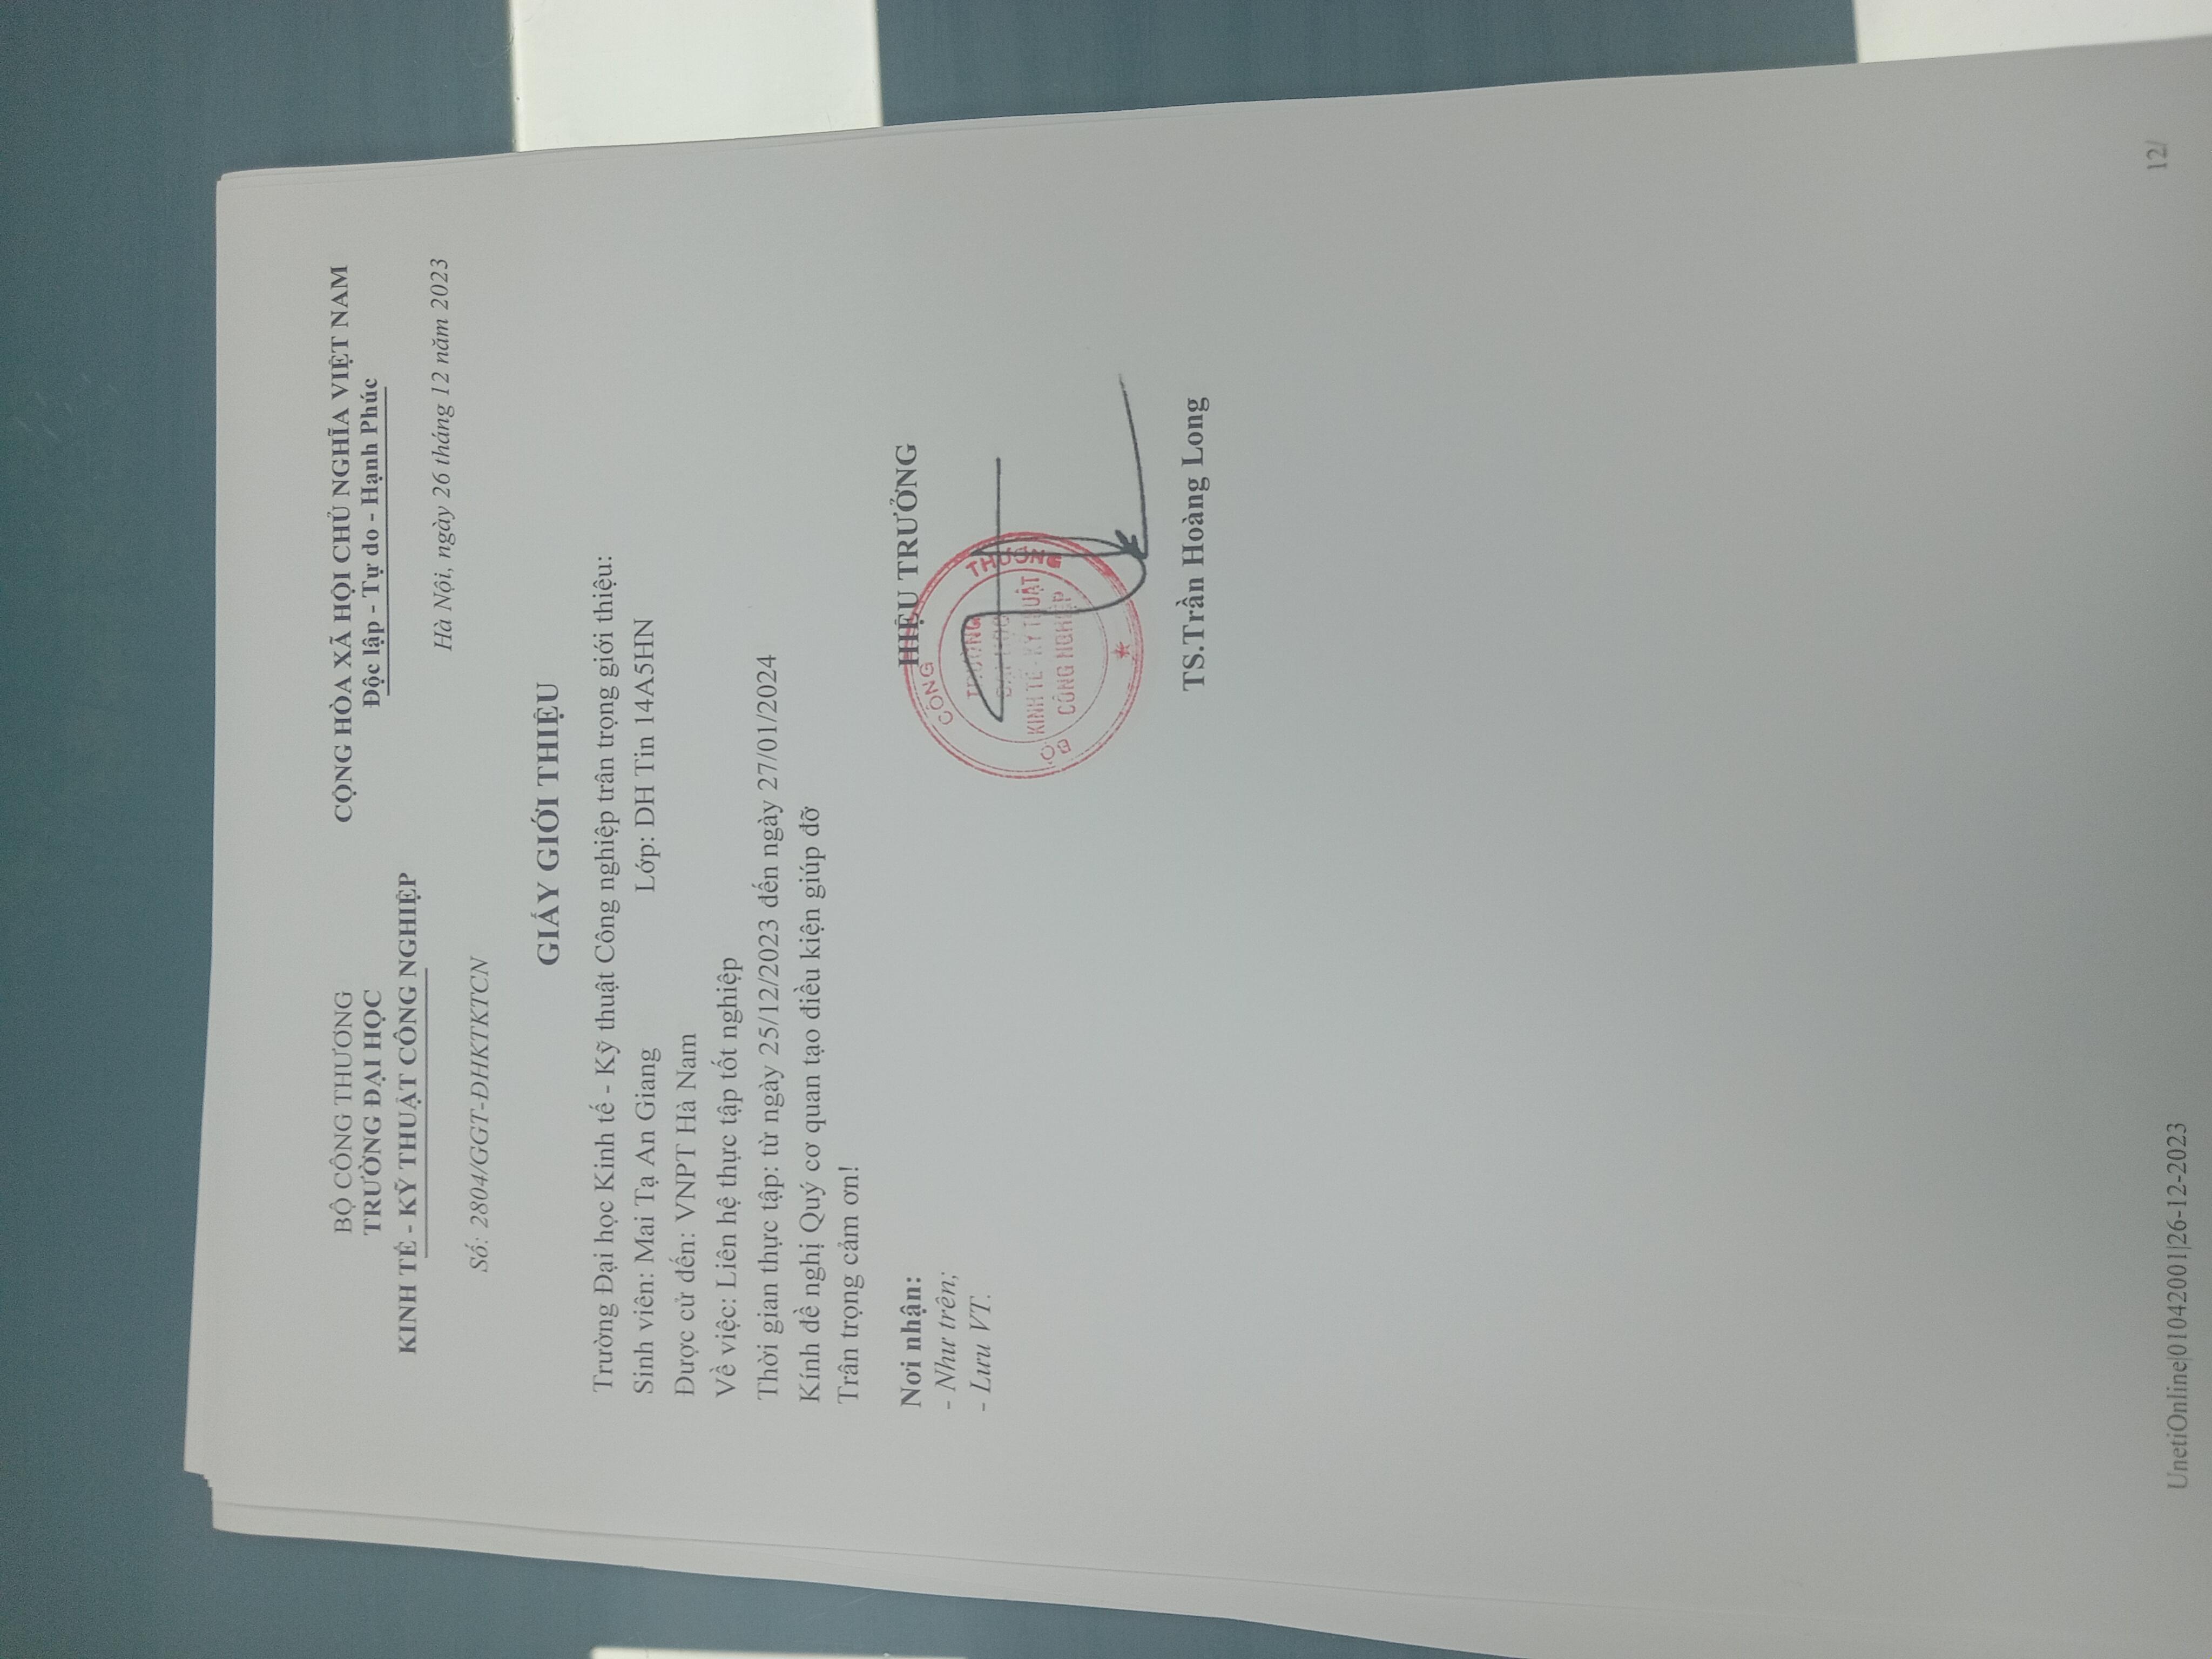 BỘ CÔNG THƯƠNG
TRƯỜNG ĐẠI HỌC
KINH TẾ - KỸ THUẬT CÔNG NGHIỆP
Số: 2804/GGT-ĐHKTKTCN
CỘNG HÒA XÃ HỘI CHỦ NGHĨA VIỆT NAM
Độc lập - Tự do - Hạnh Phúc
Hà Nội, ngày 26 tháng 12 năm 2023
GIẤY GIỚI THIỆU
Trường Đại học Kinh tế - Kỹ thuật Công nghiệp trân trọng giới thiệu:
Sinh viên: Mai Tạ An Giang Lớp: DH Tin 14A5HN
Được cử đến: VNPT Hà Nam
Về việc: Liên hệ thực tập tốt nghiệp
Thời gian thực tập: từ ngày 25/12/2023 đến ngày 27/01/2024
Kính đề nghị Quý cơ quan tạo điều kiện giúp đỡ
Trân trọng cảm ơn!
Nơi nhận:
- Như trên;
- Lưu VT.
HIỆU TRƯỞNG
BỘ CÔNG THƯƠNG
TRƯỜNG
ĐẠI HỌC
KINH TẾ - KỸ THUẬT
CÔNG NGHIỆP
TS.Trần Hoàng Long
UnetiOnline|01042001|26-12-2023
12/